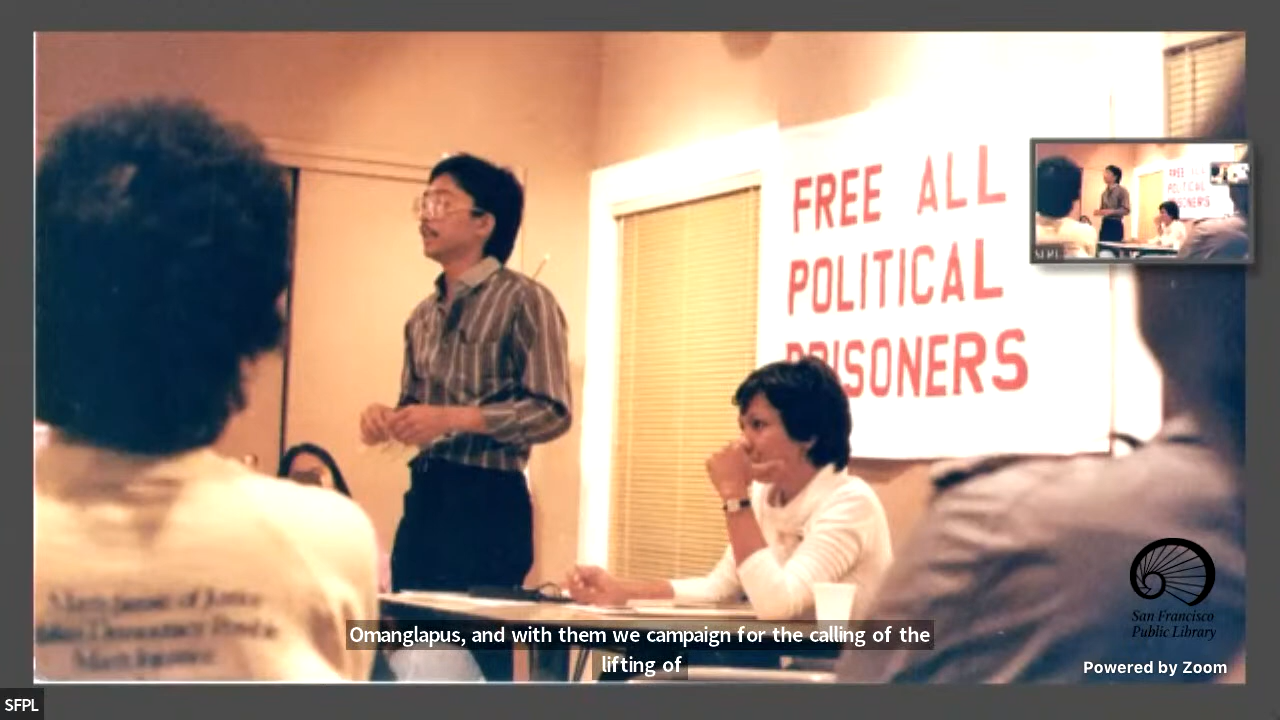 FREE ALL
POLITICAL
PRISONERS
SFPL
San Francisco
Public Library
Omanglapus, and with them we campaign for the calling of the
lifting of
Powered by Zoom
SFPL